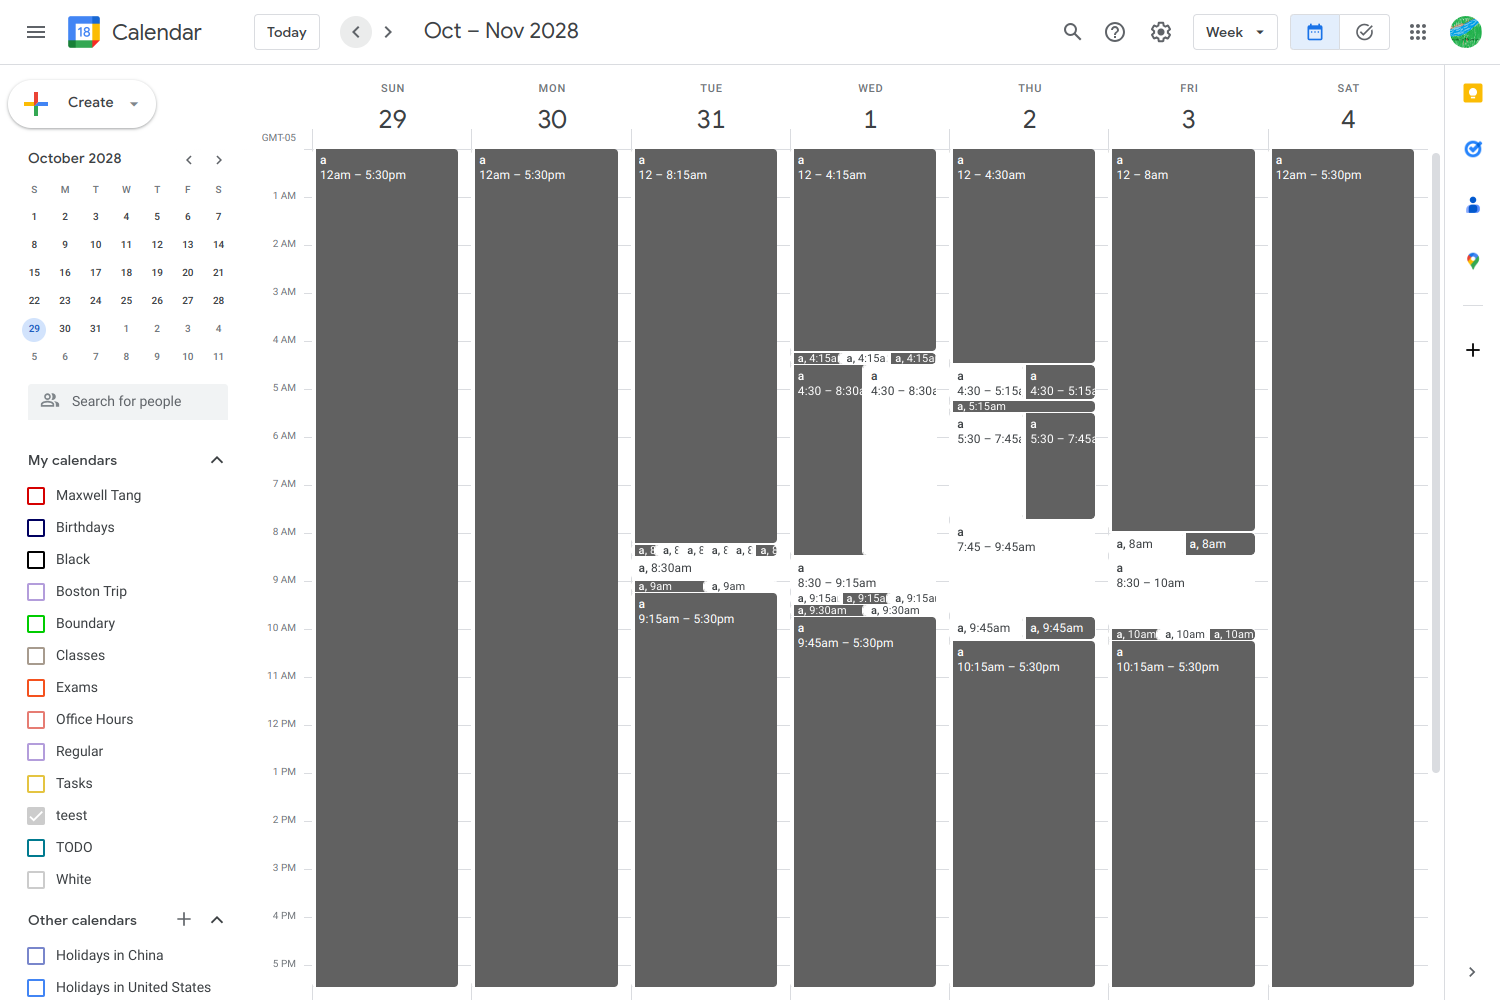 18 Calendar Today Oct – Nov 2028 Week
Create
October 2028
S M T W T F S
1 2 3 4 5 6 7
8 9 10 11 12 13 14
15 16 17 18 19 20 21
22 23 24 25 26 27 28
29 30 31 1 2 3 4
5 6 7 8 9 10 11
Search for people
My calendars
Maxwell Tang
Birthdays
Black
Boston Trip
Boundary
Classes
Exams
Office Hours
Regular
Tasks
teest
TODO
White
Other calendars
Holidays in China
Holidays in United States
GMT-05
SUN MON TUE WED THU FRI SAT
29 30 31 1 2 3 4
1 AM
2 AM
3 AM
4 AM
5 AM
6 AM
7 AM
8 AM
9 AM
10 AM
11 AM
12 PM
1 PM
2 PM
3 PM
4 PM
5 PM
a
12am – 5:30pm
a
12am – 5:30pm
a
12 – 8:15am
a, 8 a, 8 a, 8 a, 8 a, 8 a, 8
a, 8:30am
a, 9am a, 9am
a
9:15am – 5:30pm
a
12 – 4:15am
a, 4:15a a, 4:15a a, 4:15a
a a
4:30 – 8:30a 4:30 – 8:30a
a
8:30 – 9:15am
a, 9:15a a, 9:15a a, 9:15a
a, 9:30am a, 9:30am
a
9:45am – 5:30pm
a
12 – 4:30am
a a
4:30 – 5:15a 4:30 – 5:15a
a, 5:15am
a a
5:30 – 7:45a 5:30 – 7:45a
a
7:45 – 9:45am
a, 9:45am a, 9:45am
a
10:15am – 5:30pm
a
12 – 8am
a, 8am a, 8am
a
8:30 – 10am
a, 10am a, 10am a, 10am
a
10:15am – 5:30pm
a
12am – 5:30pm